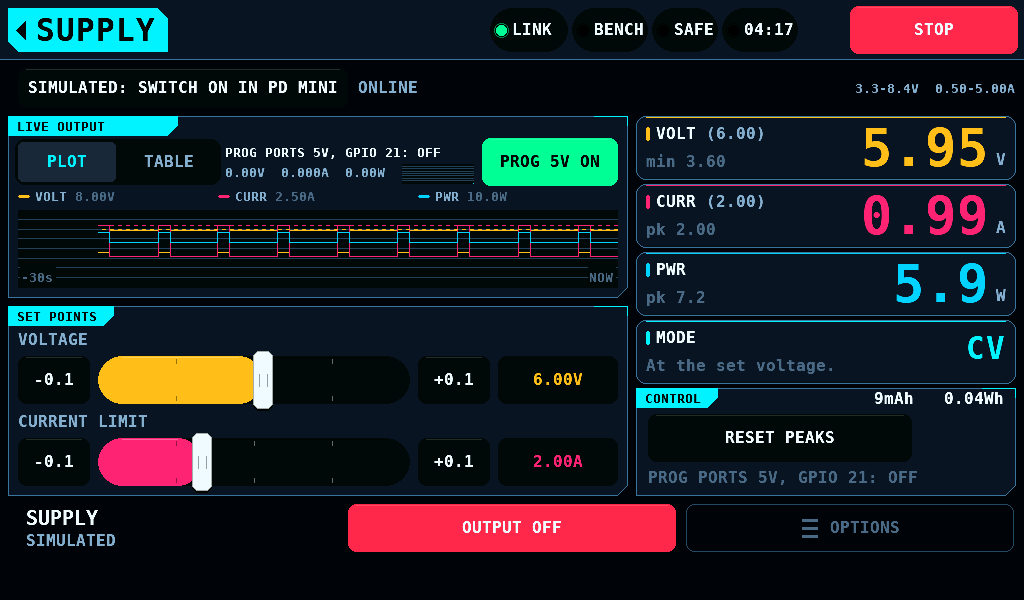 SUPPLY
LINK
BENCH
SAFE
04:17
STOP
SIMULATED: SWITCH ON IN PD MINI
ONLINE
3.3-8.4V 0.50-5.00A
LIVE OUTPUT
PLOT
TABLE
PROG PORTS 5V, GPIO 21: OFF
0.00V 0.000A 0.00W
PROG 5V ON
VOLT 8.00V
CURR 2.50A
PWR 10.0W
-30s
NOW
VOLT (6.00)
min 3.60
5.95 V
CURR (2.00)
pk 2.00
0.99 A
PWR
pk 7.2
5.9 W
MODE
At the set voltage.
CV
SET POINTS
VOLTAGE
-0.1
+0.1
6.00V
CURRENT LIMIT
-0.1
+0.1
2.00A
CONTROL
9mAh 0.04Wh
RESET PEAKS
PROG PORTS 5V, GPIO 21: OFF
SUPPLY
SIMULATED
OUTPUT OFF
OPTIONS